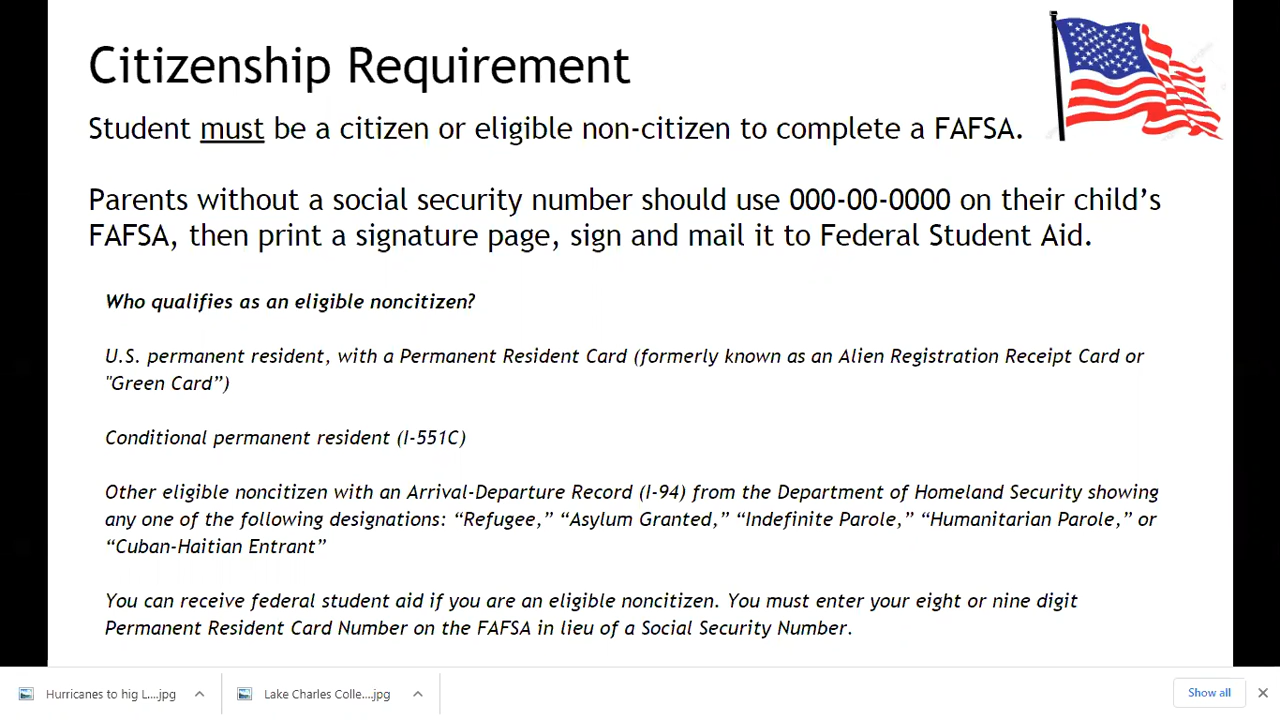 Citizenship Requirement
Student must be a citizen or eligible non-citizen to complete a FAFSA.
Parents without a social security number should use 000-00-0000 on their child’s
FAFSA, then print a signature page, sign and mail it to Federal Student Aid.
Who qualifies as an eligible noncitizen?
U.S. permanent resident, with a Permanent Resident Card (formerly known as an Alien Registration Receipt Card or
"Green Card”)
Conditional permanent resident (I-551C)
Other eligible noncitizen with an Arrival-Departure Record (I-94) from the Department of Homeland Security showing
any one of the following designations: “Refugee,” “Asylum Granted,” “Indefinite Parole,” “Humanitarian Parole,” or
“Cuban-Haitian Entrant”
You can receive federal student aid if you are an eligible noncitizen. You must enter your eight or nine digit
Permanent Resident Card Number on the FAFSA in lieu of a Social Security Number.
Hurricanes to hig L....jpg
Lake Charles Colle....jpg
Show all